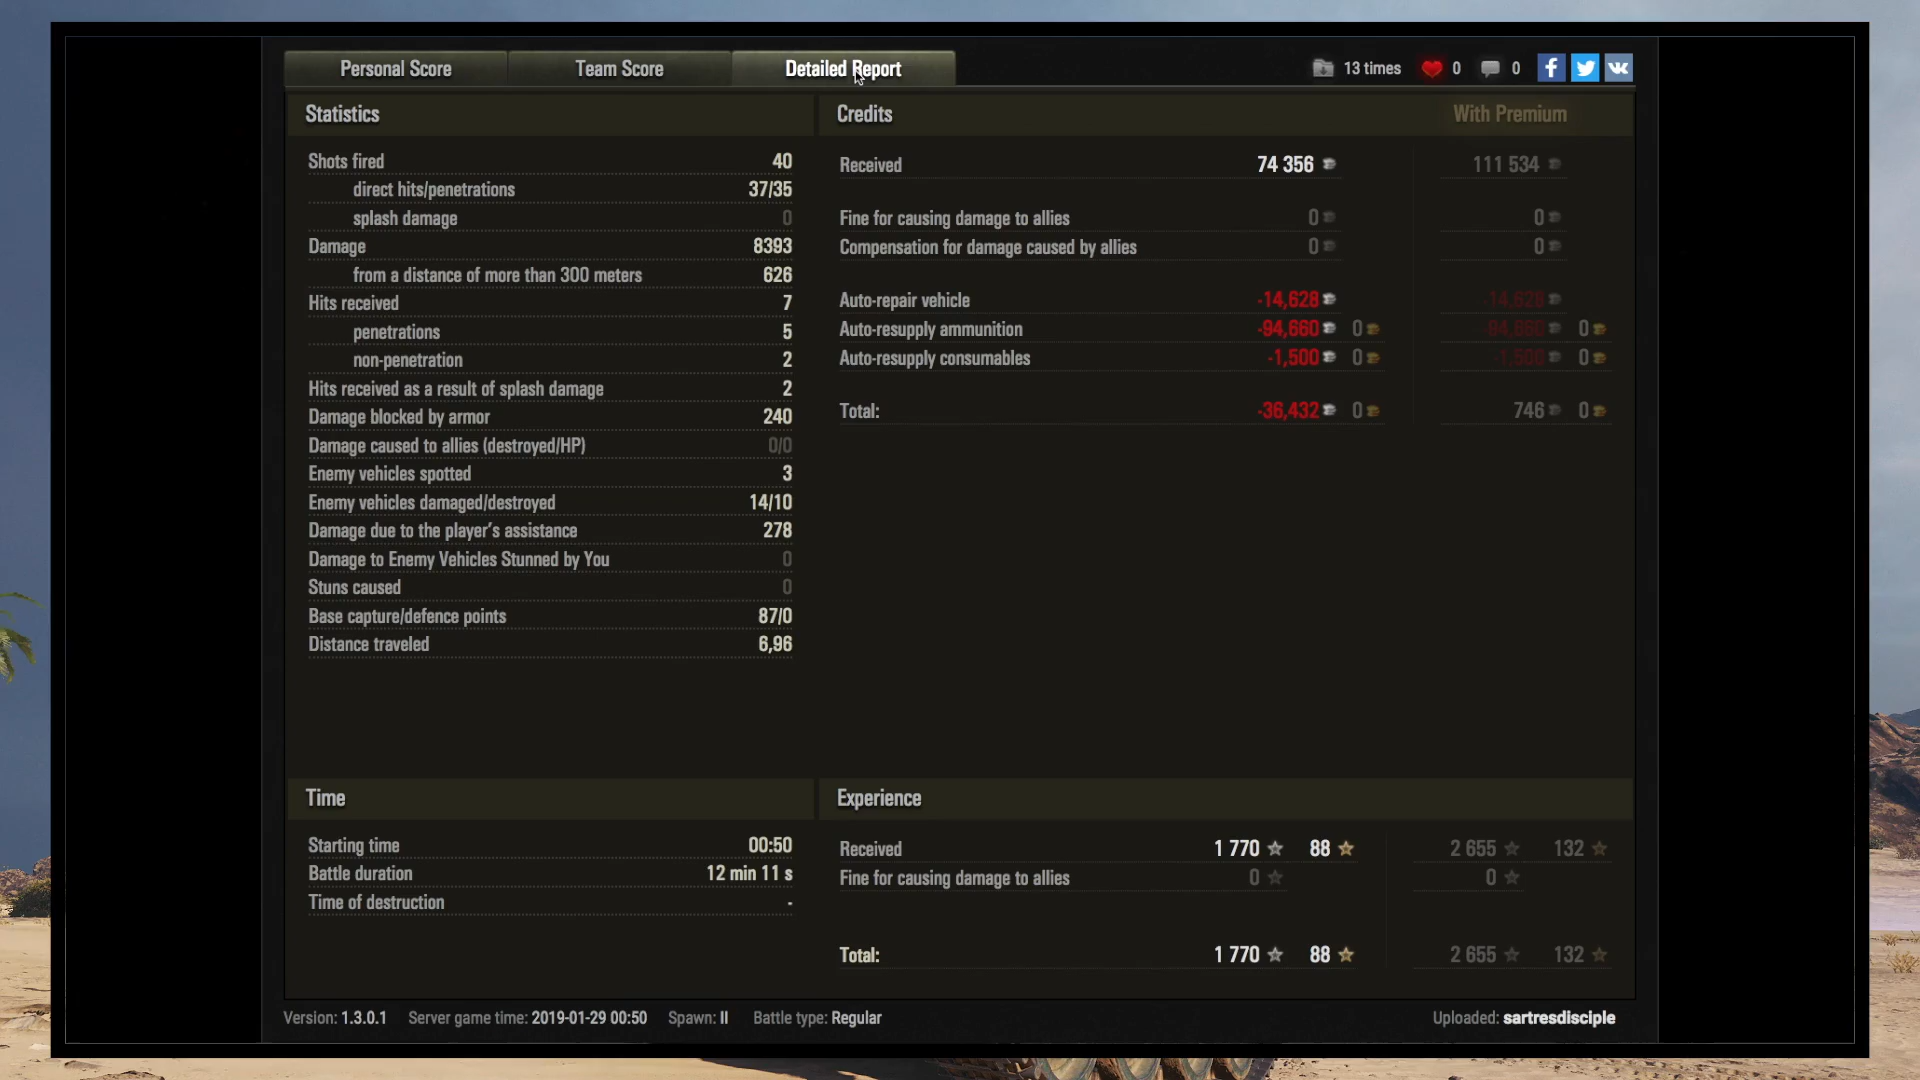 Personal Score Team Score Detailed Report 13 times 0 0
Statistics
Shots fired 40
direct hits/penetrations 37/35
splash damage 0
Damage 8393
from a distance of more than 300 meters 626
Hits received 7
penetrations 5
non-penetration 2
Hits received as a result of splash damage 2
Damage blocked by armor 240
Damage caused to allies (destroyed/HP) 0/0
Enemy vehicles spotted 3
Enemy vehicles damaged/destroyed 14/10
Damage due to the player's assistance 278
Damage to Enemy Vehicles Stunned by You 0
Stuns caused 0
Base capture/defence points 87/0
Distance traveled 6,96
Credits With Premium
Received 74 356 111 534
Fine for causing damage to allies 0 0
Compensation for damage caused by allies 0 0
Auto-repair vehicle -14,628 -14,628
Auto-resupply ammunition -94,660 0 -94,660 0
Auto-resupply consumables -1,500 0 -1,500 0
Total: -36,432 0 746 0
Time
Starting time 00:50
Battle duration 12 min 11 s
Time of destruction -
Experience
Received 1 770 88 2 655 132
Fine for causing damage to allies 0 0
Total: 1 770 88 2 655 132
Version: 1.3.0.1 Server game time: 2019-01-29 00:50 Spawn: II Battle type: Regular Uploaded: sartresdisciple